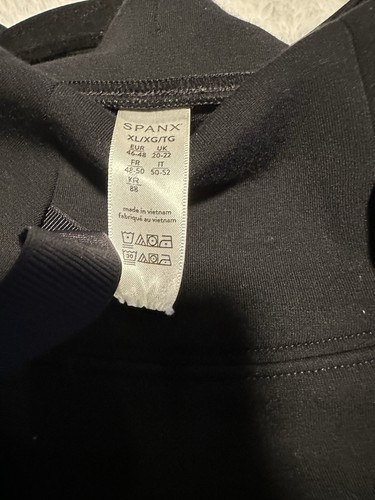 SPANX
XL/XG/TG
EUR UK
46-48 20-22
FR IT
48-50 50-52
KR
88
made in vietnam
fabriqué au vietnam
30